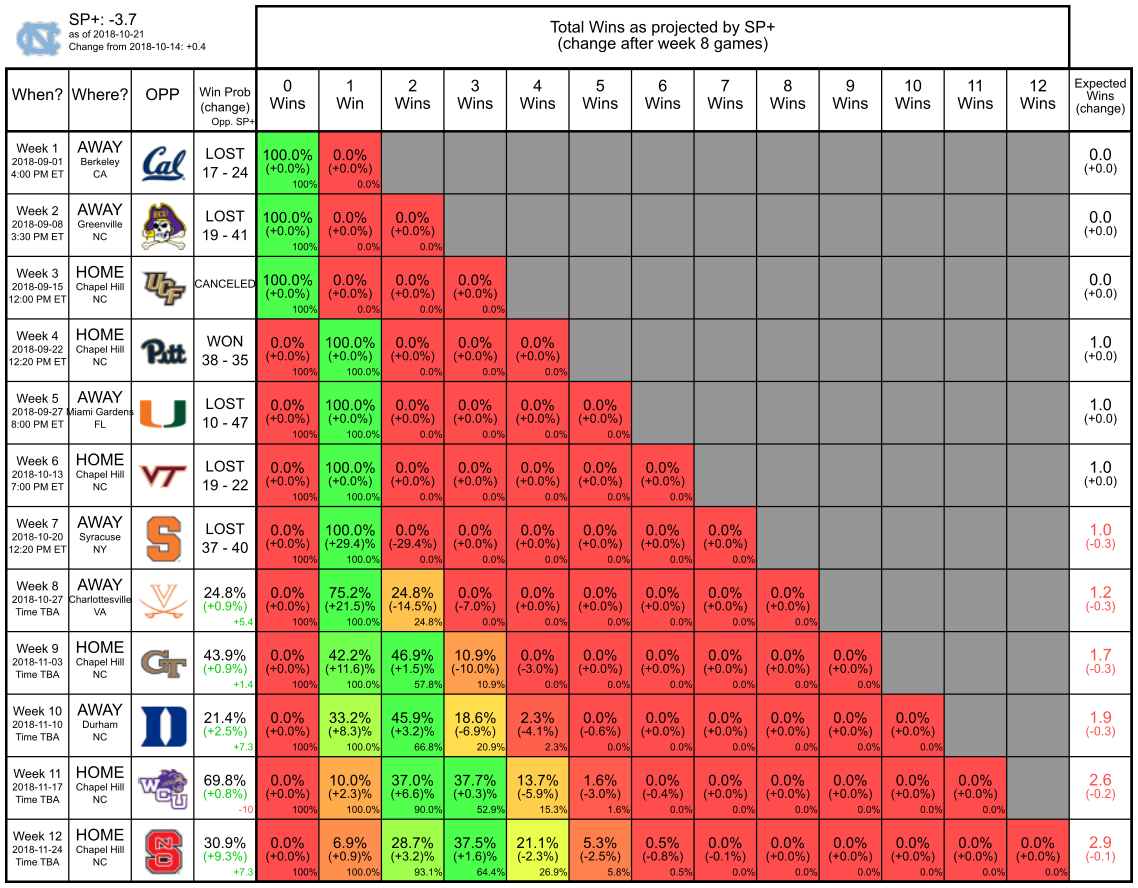 SP+: -3.7
as of 2018-10-21
Change from 2018-10-14: +0.4
Total Wins as projected by SP+
(change after week 8 games)
When? Where? OPP Win Prob (change) Opp. SP+ 0 Wins 1 Win 2 Wins 3 Wins 4 Wins 5 Wins 6 Wins 7 Wins 8 Wins 9 Wins 10 Wins 11 Wins 12 Wins Expected Wins (change)
Week 1 AWAY LOST 100.0% 0.0% 0.0
2018-09-01 Berkeley Cal 17 - 24 (+0.0%) (+0.0%) (+0.0)
4:00 PM ET CA 100% 0.0%
Week 2 AWAY ECU LOST 100.0% 0.0% 0.0% 0.0
2018-09-08 Greenville 19 - 41 (+0.0%) (+0.0%) (+0.0%) (+0.0)
3:30 PM ET NC 100% 0.0% 0.0%
Week 3 HOME UCF CANCELED 100.0% 0.0% 0.0% 0.0% 0.0
2018-09-15 Chapel Hill (+0.0%) (+0.0%) (+0.0%) (+0.0%) (+0.0)
12:00 PM ET NC 100% 0.0% 0.0% 0.0%
Week 4 HOME Pitt WON 0.0% 100.0% 0.0% 0.0% 0.0% 1.0
2018-09-22 Chapel Hill 38 - 35 (+0.0%) (+0.0%) (+0.0%) (+0.0%) (+0.0%) (+0.0)
12:20 PM ET NC 100% 100.0% 0.0% 0.0% 0.0%
Week 5 AWAY U LOST 0.0% 100.0% 0.0% 0.0% 0.0% 0.0% 1.0
2018-09-27 Miami Gardens 10 - 47 (+0.0%) (+0.0%) (+0.0%) (+0.0%) (+0.0%) (+0.0%) (+0.0)
8:00 PM ET FL 100% 100.0% 0.0% 0.0% 0.0% 0.0%
Week 6 HOME VT LOST 0.0% 100.0% 0.0% 0.0% 0.0% 0.0% 0.0% 1.0
2018-10-13 Chapel Hill 19 - 22 (+0.0%) (+0.0%) (+0.0%) (+0.0%) (+0.0%) (+0.0%) (+0.0%) (+0.0)
7:00 PM ET NC 100% 100.0% 0.0% 0.0% 0.0% 0.0% 0.0%
Week 7 AWAY S LOST 0.0% 100.0% 0.0% 0.0% 0.0% 0.0% 0.0% 0.0% 1.0
2018-10-20 Syracuse 37 - 40 (+0.0%) (+29.4)% (-29.4%) (+0.0%) (+0.0%) (+0.0%) (+0.0%) (+0.0%) (-0.3)
12:20 PM ET NY 100% 100.0% 0.0% 0.0% 0.0% 0.0% 0.0% 0.0%
Week 8 AWAY V 24.8% 0.0% 75.2% 24.8% 0.0% 0.0% 0.0% 0.0% 0.0% 0.0% 1.2
2018-10-27 Charlottesville (+0.9%) (+0.0%) (+21.5%) (-14.5%) (-7.0%) (+0.0%) (+0.0%) (+0.0%) (+0.0%) (+0.0%) (-0.3)
Time TBA VA +5.4 100% 100.0% 24.8% 0.0% 0.0% 0.0% 0.0% 0.0% 0.0%
Week 9 HOME GT 43.9% 0.0% 42.2% 46.9% 10.9% 0.0% 0.0% 0.0% 0.0% 0.0% 0.0% 1.7
2018-11-03 Chapel Hill (+0.9%) (+0.0%) (+11.6%) (+1.5%) (-10.0%) (-3.0%) (+0.0%) (+0.0%) (+0.0%) (+0.0%) (+0.0%) (-0.3)
Time TBA NC +1.4 100% 100.0% 57.8% 10.9% 0.0% 0.0% 0.0% 0.0% 0.0% 0.0%
Week 10 AWAY D 21.4% 0.0% 33.2% 45.9% 18.6% 2.3% 0.0% 0.0% 0.0% 0.0% 0.0% 0.0% 1.9
2018-11-10 Durham (+2.5%) (+0.0%) (+8.3%) (+3.2%) (-6.9%) (-4.1%) (-0.6%) (+0.0%) (+0.0%) (+0.0%) (+0.0%) (+0.0%) (-0.3)
Time TBA NC +7.3 100% 100.0% 66.8% 20.9% 2.3% 0.0% 0.0% 0.0% 0.0% 0.0% 0.0%
Week 11 HOME WCU 69.8% 0.0% 10.0% 37.0% 37.7% 13.7% 1.6% 0.0% 0.0% 0.0% 0.0% 0.0% 0.0% 2.6
2018-11-17 Chapel Hill (+0.8%) (+0.0%) (+2.3%) (+6.6%) (+0.3)% (-5.9%) (-3.0%) (-0.4%) (+0.0%) (+0.0%) (+0.0%) (+0.0%) (+0.0%) (-0.2)
Time TBA NC -10 100% 100.0% 90.0% 52.9% 15.3% 1.6% 0.0% 0.0% 0.0% 0.0% 0.0% 0.0%
Week 12 HOME S 30.9% 0.0% 6.9% 28.7% 37.5% 21.1% 5.3% 0.5% 0.0% 0.0% 0.0% 0.0% 0.0% 0.0% 2.9
2018-11-24 Chapel Hill (+9.3%) (+0.0%) (+0.9)% (+3.2%) (+1.6)% (-2.3%) (-2.5%) (-0.8%) (-0.1%) (+0.0%) (+0.0%) (+0.0%) (+0.0%) (+0.0%) (-0.1)
Time TBA NC +7.3 100% 100.0% 93.1% 64.4% 26.9% 5.8% 0.5% 0.0% 0.0% 0.0% 0.0% 0.0% 0.0%